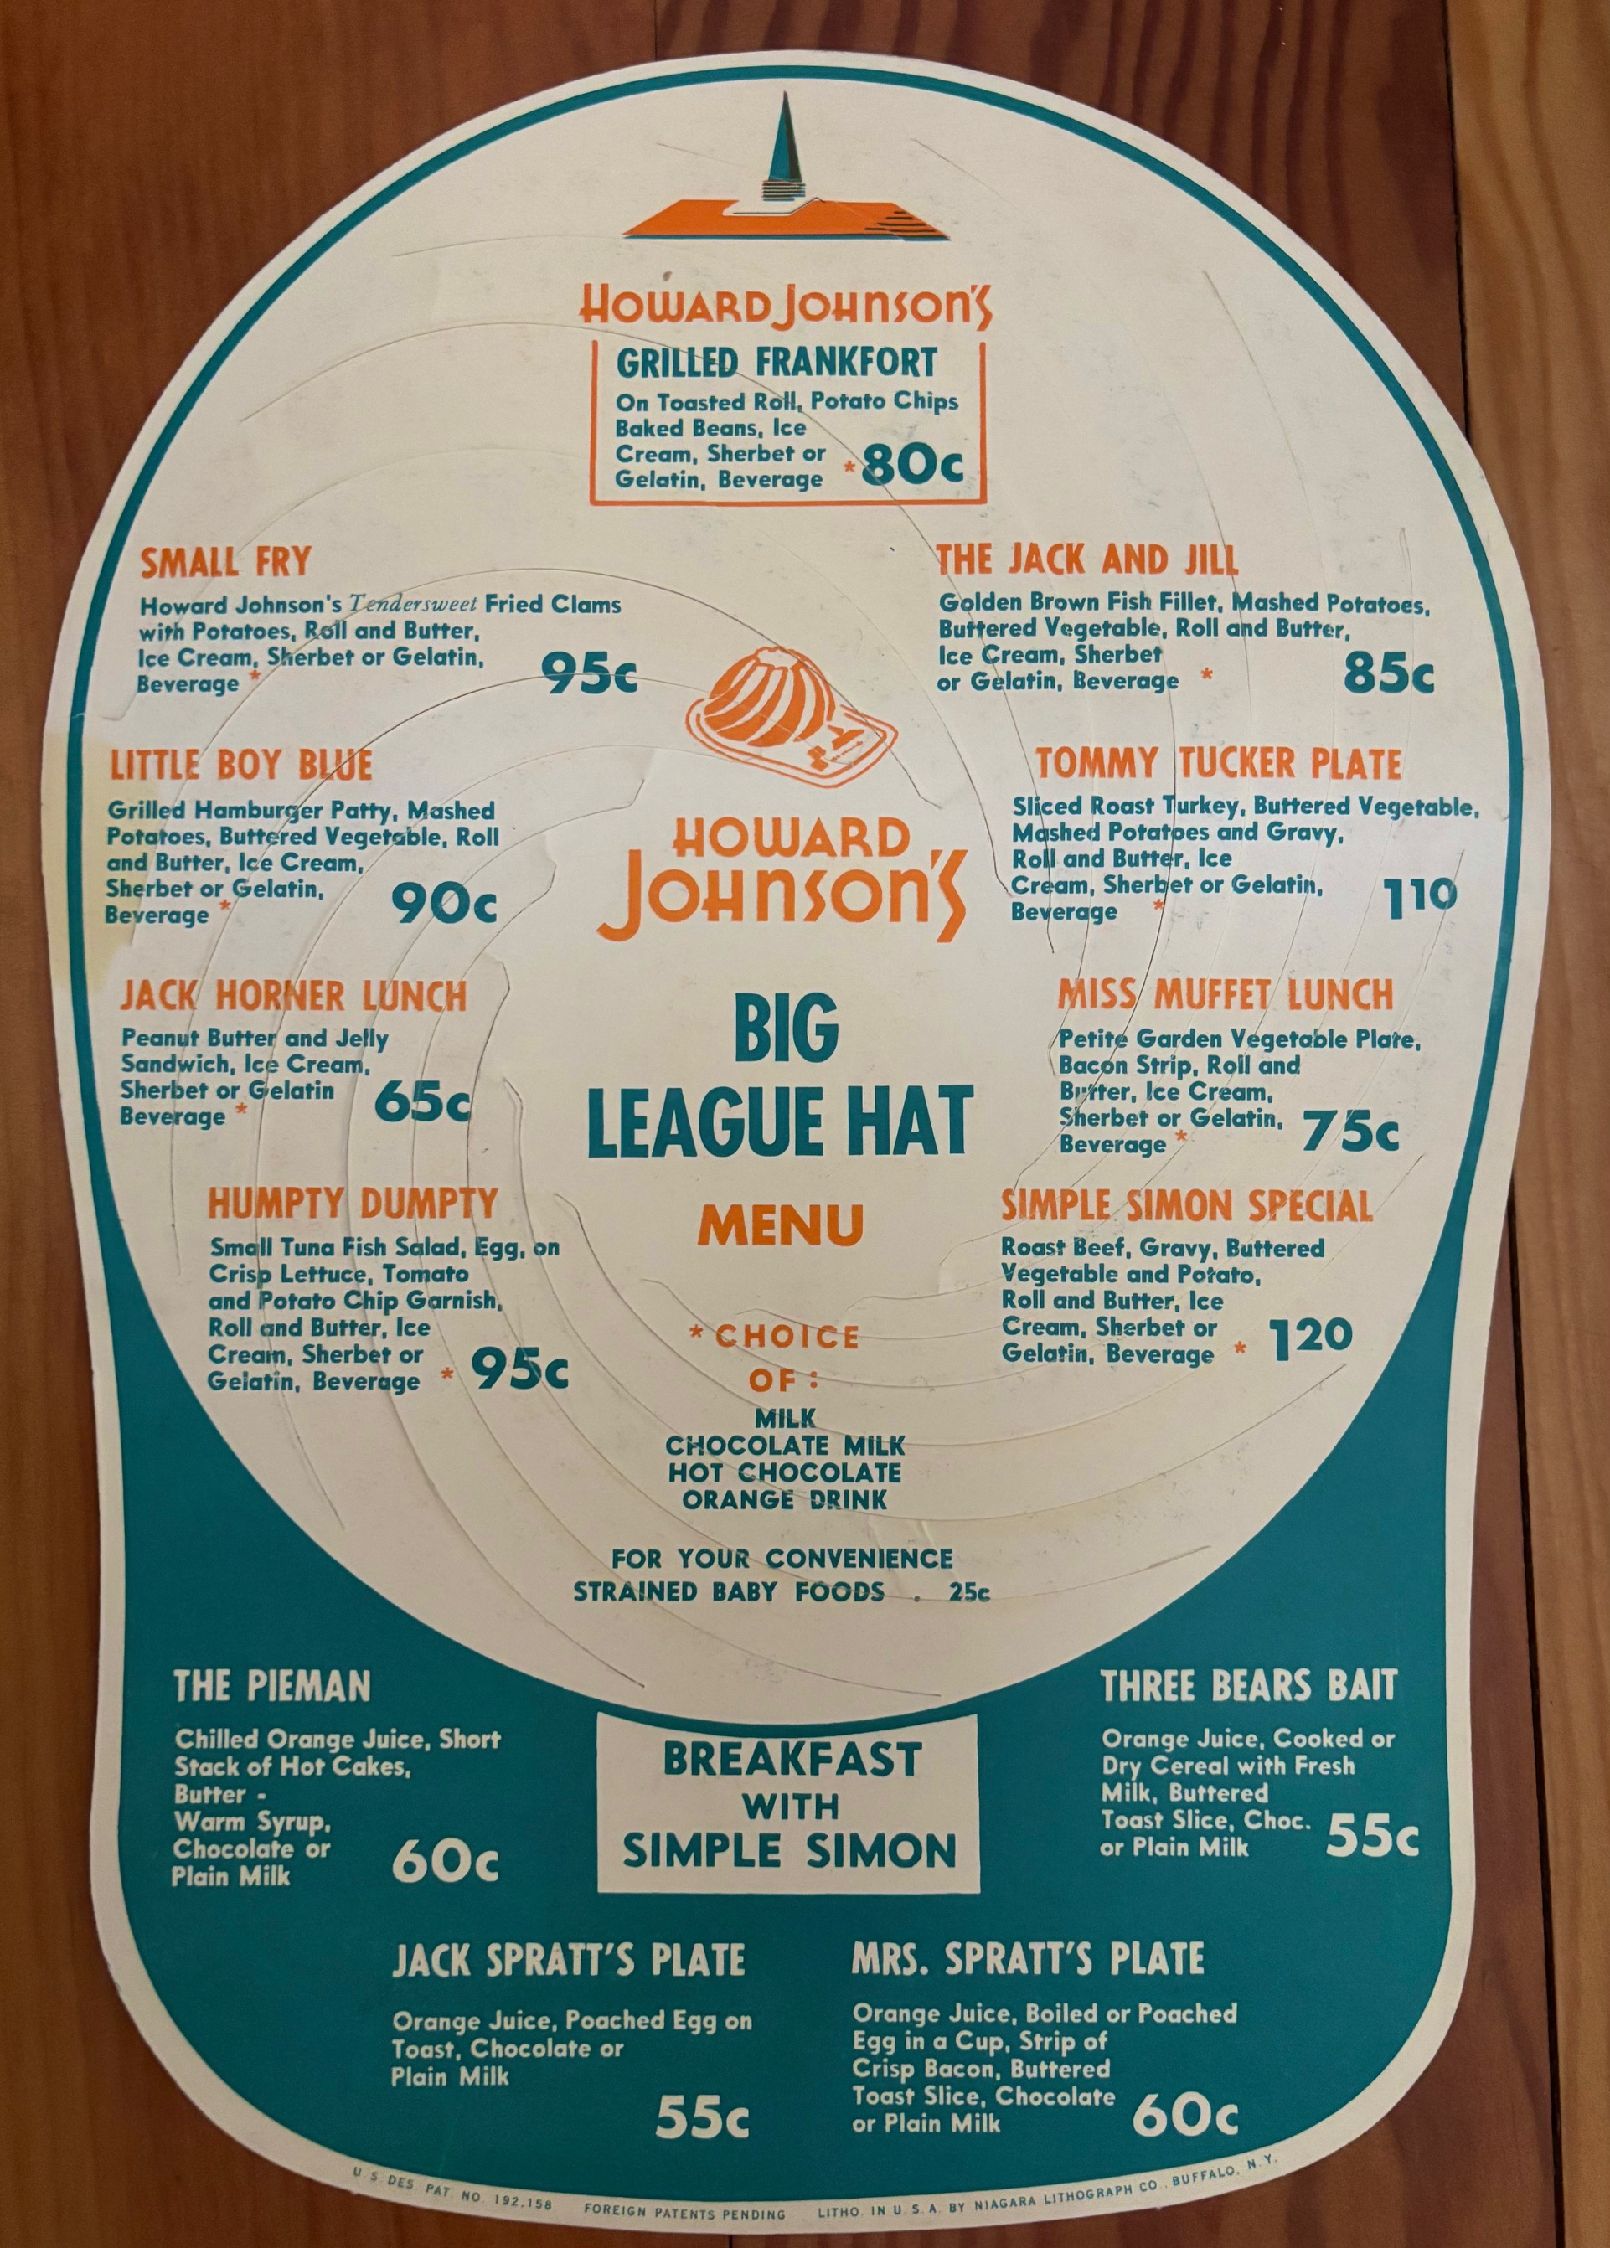 HOWARD JOHNSON'S
GRILLED FRANKFORT
On Toasted Roll, Potato Chips
Baked Beans, Ice
Cream, Sherbet or
Gelatin, Beverage *80c
SMALL FRY
Howard Johnson's Tendersweet Fried Clams
with Potatoes, Roll and Butter,
Ice Cream, Sherbet or Gelatin,
Beverage * 95c
THE JACK AND JILL
Golden Brown Fish Fillet, Mashed Potatoes,
Buttered Vegetable, Roll and Butter,
Ice Cream, Sherbet
or Gelatin, Beverage * 85c
LITTLE BOY BLUE
Grilled Hamburger Patty, Mashed
Potatoes, Buttered Vegetable, Roll
and Butter, Ice Cream,
Sherbet or Gelatin,
Beverage * 90c
TOMMY TUCKER PLATE
Sliced Roast Turkey, Buttered Vegetable,
Mashed Potatoes and Gravy,
Roll and Butter, Ice
Cream, Sherbet or Gelatin,
Beverage * 110
HOWARD
JOHNSON'S
BIG
LEAGUE HAT
MENU
JACK HORNER LUNCH
Peanut Butter and Jelly
Sandwich, Ice Cream,
Sherbet or Gelatin
Beverage * 65c
MISS MUFFET LUNCH
Petite Garden Vegetable Plate,
Bacon Strip, Roll and
Butter, Ice Cream,
Sherbet or Gelatin,
Beverage * 75c
HUMPTY DUMPTY
Small Tuna Fish Salad, Egg, on
Crisp Lettuce, Tomato
and Potato Chip Garnish,
Roll and Butter, Ice
Cream, Sherbet or
Gelatin, Beverage * 95c
SIMPLE SIMON SPECIAL
Roast Beef, Gravy, Buttered
Vegetable and Potato,
Roll and Butter, Ice
Cream, Sherbet or
Gelatin, Beverage * 120
* CHOICE
OF:
MILK
CHOCOLATE MILK
HOT CHOCOLATE
ORANGE DRINK
FOR YOUR CONVENIENCE
STRAINED BABY FOODS . 25c
THE PIEMAN
Chilled Orange Juice, Short
Stack of Hot Cakes,
Butter -
Warm Syrup,
Chocolate or
Plain Milk 60c
BREAKFAST
WITH
SIMPLE SIMON
THREE BEARS BAIT
Orange Juice, Cooked or
Dry Cereal with Fresh
Milk, Buttered
Toast Slice, Choc.
or Plain Milk 55c
JACK SPRATT'S PLATE
Orange Juice, Poached Egg on
Toast, Chocolate or
Plain Milk
55c
MRS. SPRATT'S PLATE
Orange Juice, Boiled or Poached
Egg in a Cup, Strip of
Crisp Bacon, Buttered
Toast Slice, Chocolate
or Plain Milk 60c
U.S. DES. PAT. NO. 192,158 FOREIGN PATENTS PENDING LITHO. IN U.S.A. BY NIAGARA LITHOGRAPH CO., BUFFALO, N.Y.